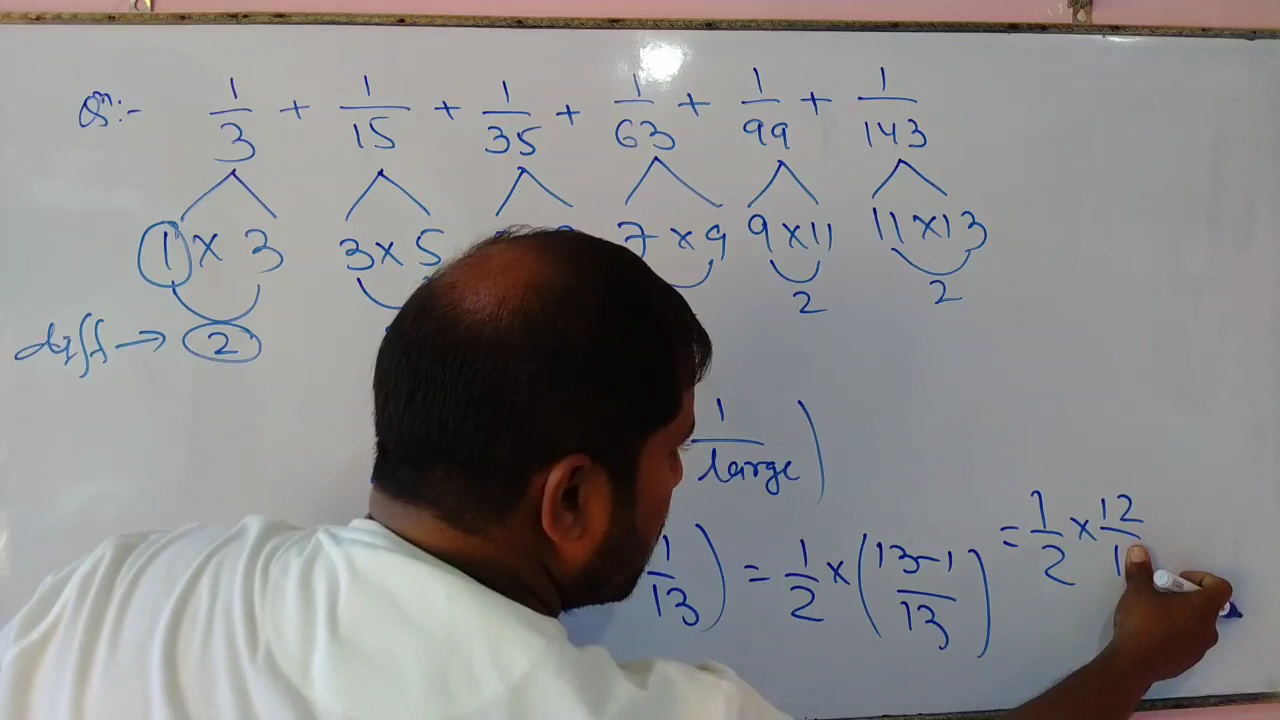 Qn:- 1/3 + 1/15 + 1/35 + 1/63 + 1/99 + 1/143
1 × 3 3 × 5 7 × 9 9 × 11 11 × 13
diff → 2 2 2
1/large )
1/13 ) = 1/2 × ( 13-1/13 ) = 1/2 × 12/1